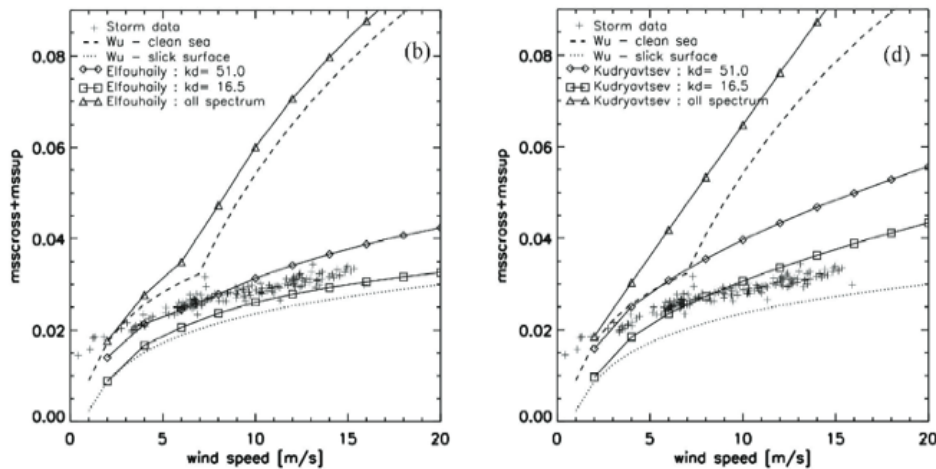 Storm data
Wu - clean sea
Wu - slick surface
Elfouhaily : kd= 51.0
Elfouhaily : kd= 16.5
Elfouhaily : all spectrum
(b)
0.08
0.06
0.04
0.02
0.00
msscross+mssup
0 5 10 15 20
wind speed [m/s]
Storm data
Wu - clean sea
Wu - slick surface
Kudryavtsev : kd= 51.0
Kudryavtsev : kd= 16.5
Kudryavtsev : all spectrum
(d)
0.08
0.06
0.04
0.02
0.00
msscross+mssup
0 5 10 15 20
wind speed [m/s]